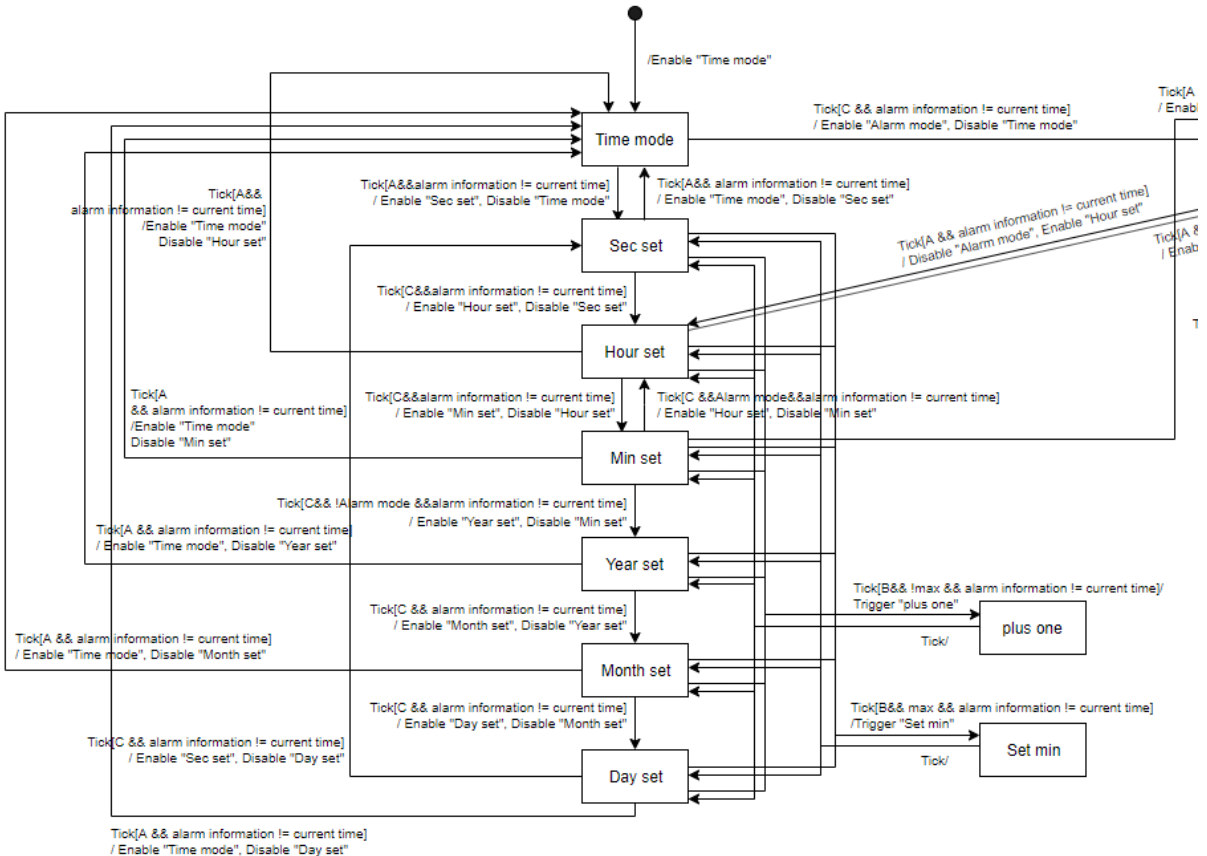 /Enable "Time mode"
Tick[A
/ Enabl
Tick[C && alarm information != current time]
/ Enable "Alarm mode", Disable "Time mode"
Time mode
Tick[A&&alarm information != current time]
/ Enable "Sec set", Disable "Time mode"
Tick[A&& alarm information != current time]
/ Enable "Time mode", Disable "Sec set"
Tick[A&&
alarm information != current time]
/Enable "Time mode"
Disable "Hour set"
Tick[A && alarm information != current time]
/ Disable "Alarm mode", Enable "Hour set"
Tick[A &
/ Enab
Sec set
Tick[C&&alarm information != current time]
/ Enable "Hour set", Disable "Sec set"
Hour set
Tick[A
&& alarm information != current time]
/Enable "Time mode"
Disable "Min set"
Tick[C&&alarm information != current time]
/ Enable "Min set", Disable "Hour set"
Tick[C &&Alarm mode&&alarm information != current time]
/ Enable "Hour set", Disable "Min set"
Min set
Tick[C&& !Alarm mode &&alarm information != current time]
/ Enable "Year set", Disable "Min set"
Tick[A && alarm information != current time]
/ Enable "Time mode", Disable "Year set"
Year set
Tick[B&& !max && alarm information != current time]/
Trigger "plus one"
Tick[C && alarm information != current time]
/ Enable "Month set", Disable "Year set"
plus one
Tick/
Tick[A && alarm information != current time]
/ Enable "Time mode", Disable "Month set"
Month set
Tick[C && alarm information != current time]
/ Enable "Day set", Disable "Month set"
Tick[B&& max && alarm information != current time]
/Trigger "Set min"
Tick[C && alarm information != current time]
/ Enable "Sec set", Disable "Day set"
Set min
Tick/
Day set
Tick[A && alarm information != current time]
/ Enable "Time mode", Disable "Day set"